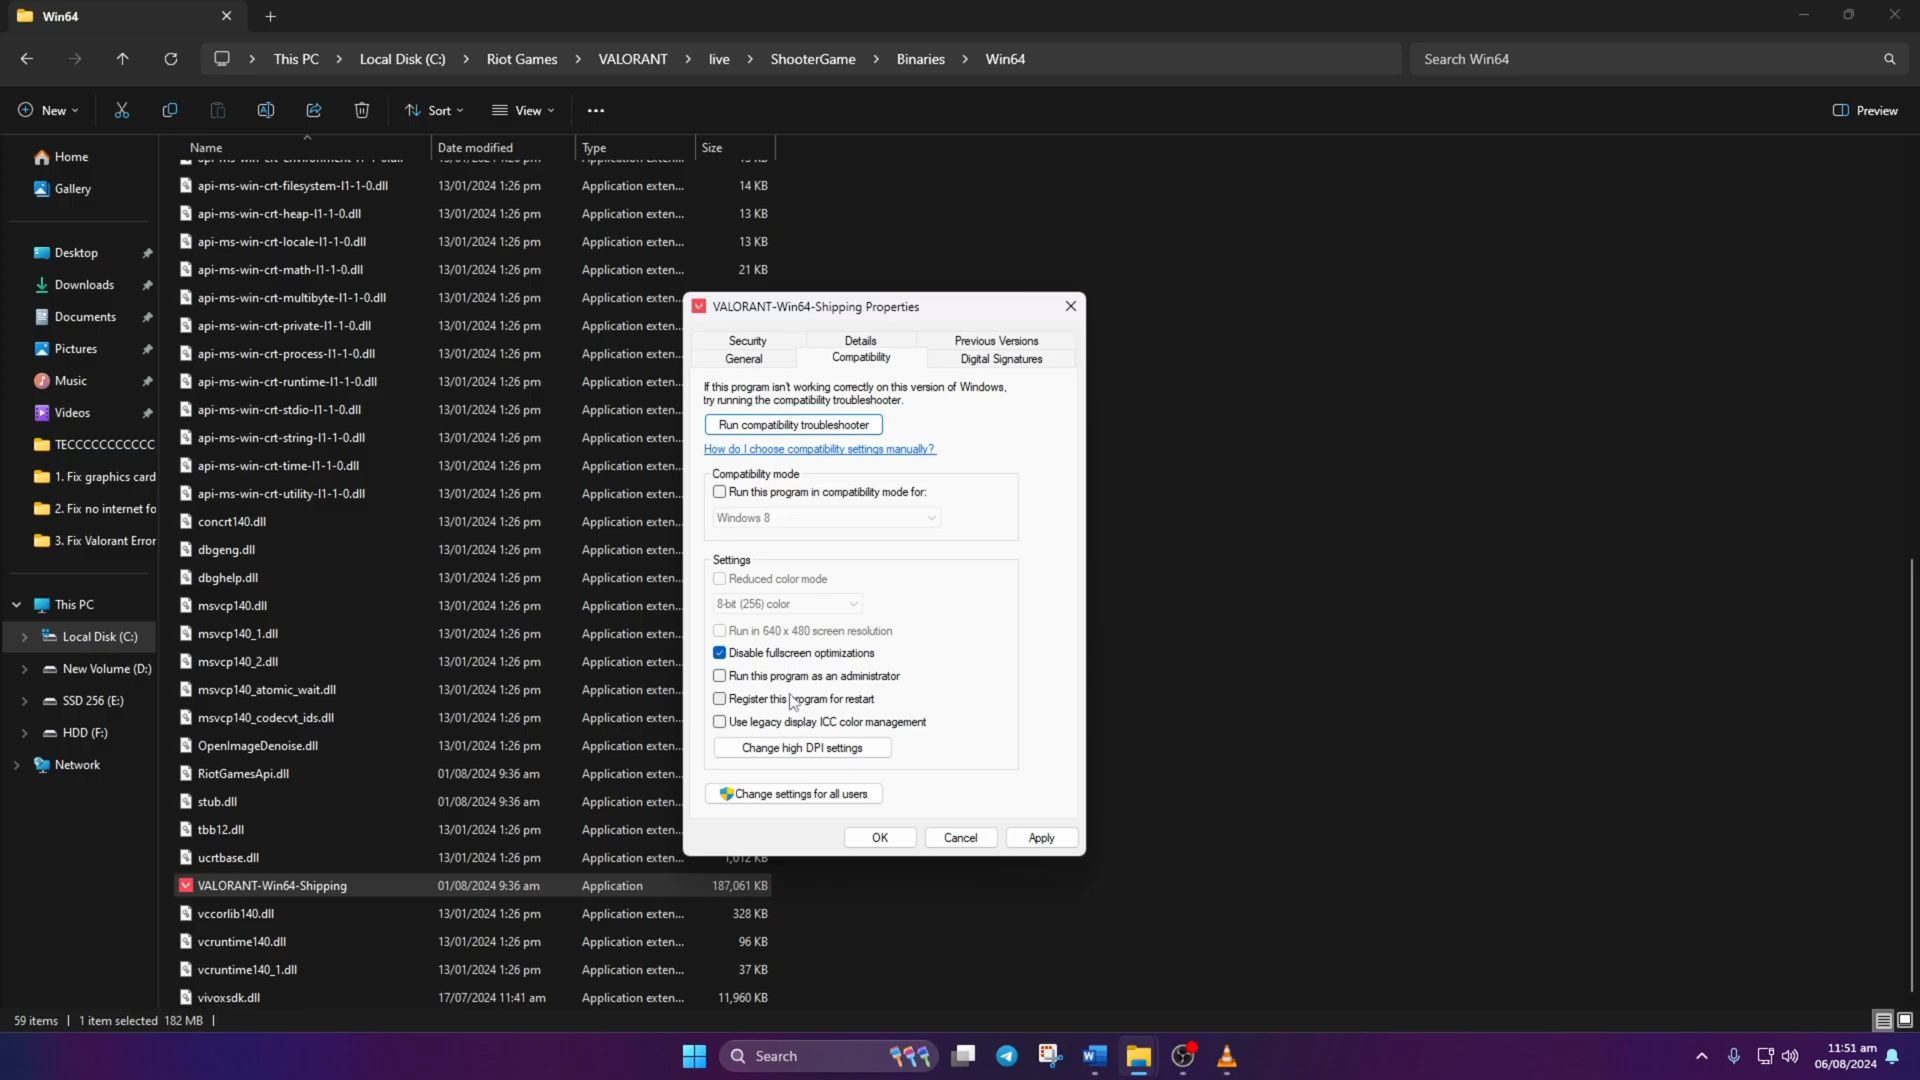 Win64
This PC > Local Disk (C:) > Riot Games > VALORANT > live > ShooterGame > Binaries > Win64
Search Win64
New
Sort
View
Preview
Home
Gallery
Desktop
Downloads
Documents
Pictures
Music
Videos
TECCCCCCCCCCC
1. Fix graphics card
2. Fix no internet fo
3. Fix Valorant Error
This PC
Local Disk (C:)
New Volume (D:)
SSD 256 (E:)
HDD (F:)
Network
Name Date modified Type Size
api-ms-win-crt-filesystem-l1-1-0.dll 13/01/2024 1:26 pm Application exten... 14 KB
api-ms-win-crt-heap-l1-1-0.dll 13/01/2024 1:26 pm Application exten... 13 KB
api-ms-win-crt-locale-l1-1-0.dll 13/01/2024 1:26 pm Application exten... 13 KB
api-ms-win-crt-math-l1-1-0.dll 13/01/2024 1:26 pm Application exten... 21 KB
api-ms-win-crt-multibyte-l1-1-0.dll 13/01/2024 1:26 pm Application exten...
api-ms-win-crt-private-l1-1-0.dll 13/01/2024 1:26 pm Application exten...
api-ms-win-crt-process-l1-1-0.dll 13/01/2024 1:26 pm Application exten...
api-ms-win-crt-runtime-l1-1-0.dll 13/01/2024 1:26 pm Application exten...
api-ms-win-crt-stdio-l1-1-0.dll 13/01/2024 1:26 pm Application exten...
api-ms-win-crt-string-l1-1-0.dll 13/01/2024 1:26 pm Application exten...
api-ms-win-crt-time-l1-1-0.dll 13/01/2024 1:26 pm Application exten...
api-ms-win-crt-utility-l1-1-0.dll 13/01/2024 1:26 pm Application exten...
concrt140.dll 13/01/2024 1:26 pm Application exten...
dbgeng.dll 13/01/2024 1:26 pm Application exten...
dbghelp.dll 13/01/2024 1:26 pm Application exten...
msvcp140.dll 13/01/2024 1:26 pm Application exten...
msvcp140_1.dll 13/01/2024 1:26 pm Application exten...
msvcp140_2.dll 13/01/2024 1:26 pm Application exten...
msvcp140_atomic_wait.dll 13/01/2024 1:26 pm Application exten...
msvcp140_codecvt_ids.dll 13/01/2024 1:26 pm Application exten...
OpenImageDenoise.dll 13/01/2024 1:26 pm Application exten...
RiotGamesApi.dll 01/08/2024 9:36 am Application exten...
stub.dll 01/08/2024 9:36 am Application exten...
tbb12.dll 13/01/2024 1:26 pm Application exten...
ucrtbase.dll 13/01/2024 1:26 pm Application exten... 1,012 KB
VALORANT-Win64-Shipping 01/08/2024 9:36 am Application 187,061 KB
vccorlib140.dll 13/01/2024 1:26 pm Application exten... 328 KB
vcruntime140.dll 13/01/2024 1:26 pm Application exten... 96 KB
vcruntime140_1.dll 13/01/2024 1:26 pm Application exten... 37 KB
vivoxsdk.dll 17/07/2024 11:41 am Application exten... 11,960 KB
VALORANT-Win64-Shipping Properties
Security Details Previous Versions
General Compatibility Digital Signatures
If this program isn't working correctly on this version of Windows,
try running the compatibility troubleshooter.
Run compatibility troubleshooter
How do I choose compatibility settings manually?
Compatibility mode
Run this program in compatibility mode for:
Windows 8
Settings
Reduced color mode
8-bit (256) color
Run in 640 x 480 screen resolution
Disable fullscreen optimizations
Run this program as an administrator
Register this program for restart
Use legacy display ICC color management
Change high DPI settings
Change settings for all users
OK Cancel Apply
59 items | 1 item selected 182 MB |
Search
11:51 am
06/08/2024